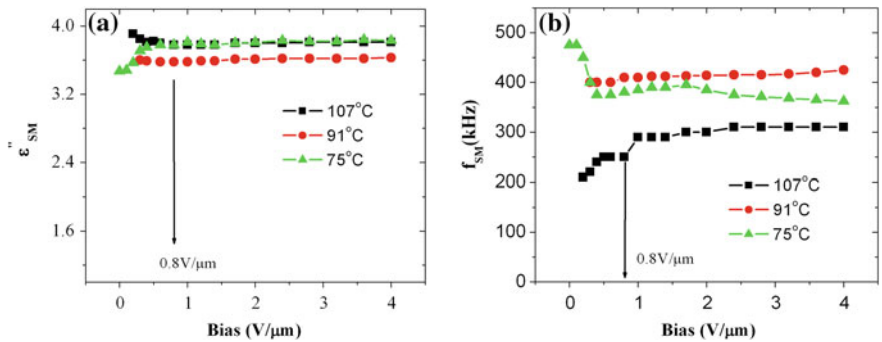 (a)
4.0
3.2
2.4
1.6
ε"SM
107°C
91°C
75°C
0.8V/μm
0 1 2 3 4
Bias (V/μm)
(b)
500
400
300
200
100
0
fSM(kHz)
107°C
91°C
75°C
0.8V/μm
0 1 2 3 4
Bias (V/μm)